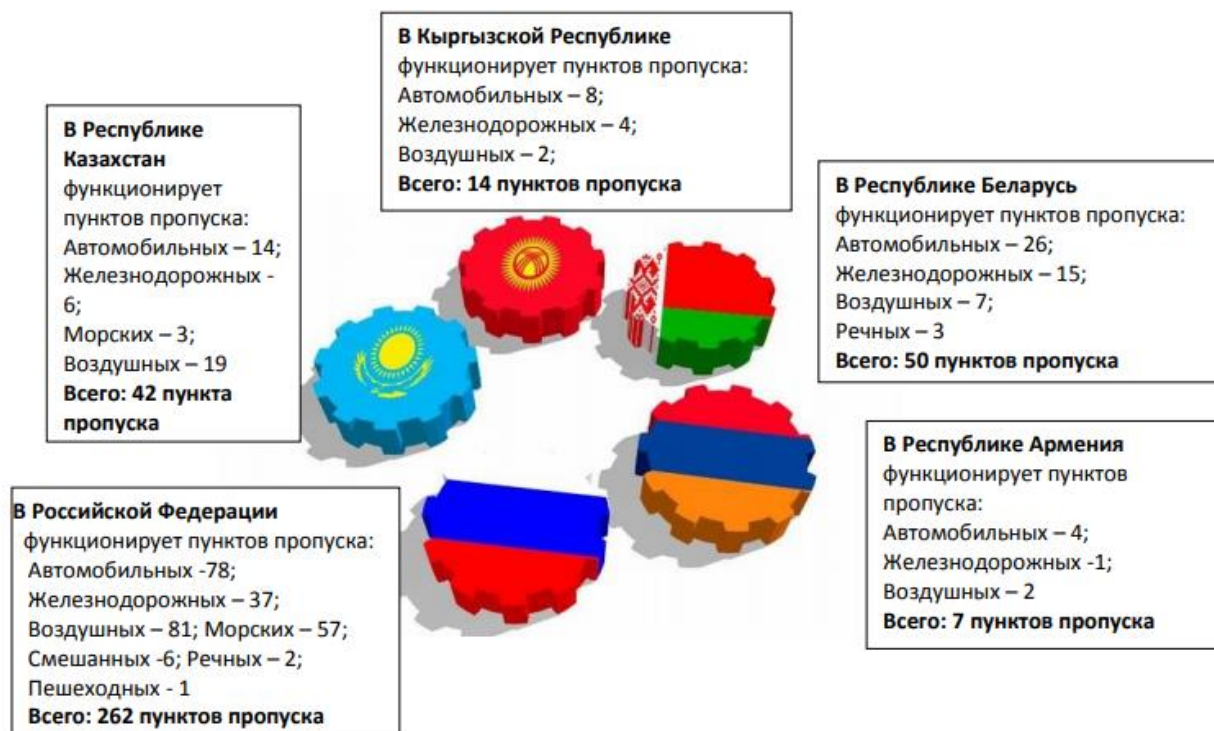 В Кыргызской Республике
функционирует пунктов пропуска:
Автомобильных – 8;
Железнодорожных – 4;
Воздушных – 2;
Всего: 14 пунктов пропуска
В Республике
Казахстан
функционирует
пунктов пропуска:
Автомобильных – 14;
Железнодорожных -
6;
Морских – 3;
Воздушных – 19
Всего: 42 пункта
пропуска
В Республике Беларусь
функционирует пунктов пропуска:
Автомобильных – 26;
Железнодорожных – 15;
Воздушных – 7;
Речных – 3
Всего: 50 пунктов пропуска
В Республике Армения
функционирует пунктов
пропуска:
Автомобильных – 4;
Железнодорожных -1;
Воздушных – 2
Всего: 7 пунктов пропуска
В Российской Федерации
функционирует пунктов пропуска:
Автомобильных -78;
Железнодорожных – 37;
Воздушных – 81; Морских – 57;
Смешанных -6; Речных – 2;
Пешеходных - 1
Всего: 262 пунктов пропуска